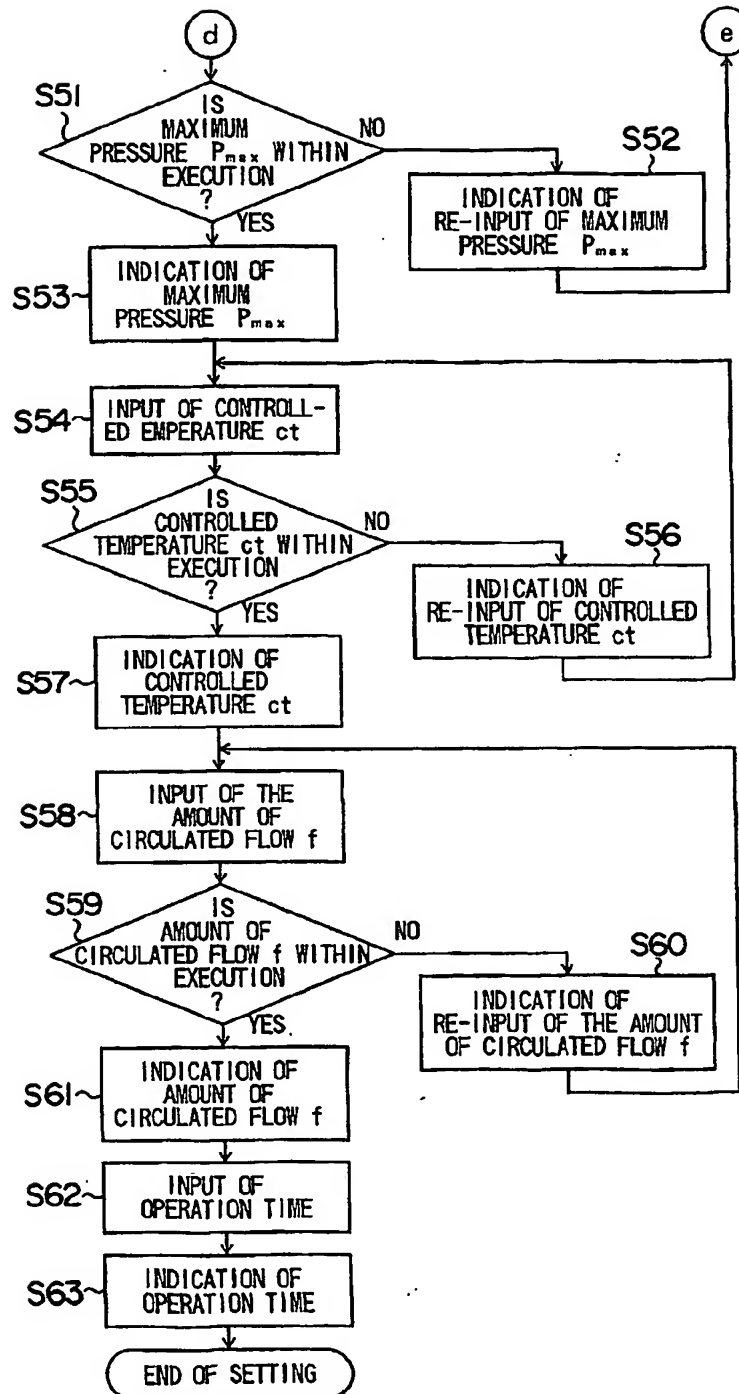 d
e
S51
IS
MAXIMUM
PRESSURE Pmax WITHIN
EXECUTION
?
NO
YES
S52
INDICATION OF
RE-INPUT OF MAXIMUM
PRESSURE Pmax
S53
INDICATION OF
MAXIMUM
PRESSURE Pmax
S54
INPUT OF CONTROLL-
ED EMPERATURE ct
S55
IS
CONTROLLED
TEMPERATURE ct WITHIN
EXECUTION
?
NO
YES
S56
INDICATION OF
RE-INPUT OF CONTROLLED
TEMPERATURE ct
S57
INDICATION OF
CONTROLLED
TEMPERATURE ct
S58
INPUT OF THE
AMOUNT OF
CIRCULATED FLOW f
S59
IS
AMOUNT OF
CIRCULATED FLOW f WITHIN
EXECUTION
?
NO
YES
S60
INDICATION OF
RE-INPUT OF THE AMOUNT
OF CIRCULATED FLOW f
S61
INDICATION OF
AMOUNT OF
CIRCULATED FLOW f
S62
INPUT OF
OPERATION TIME
S63
INDICATION OF
OPERATION TIME
END OF SETTING